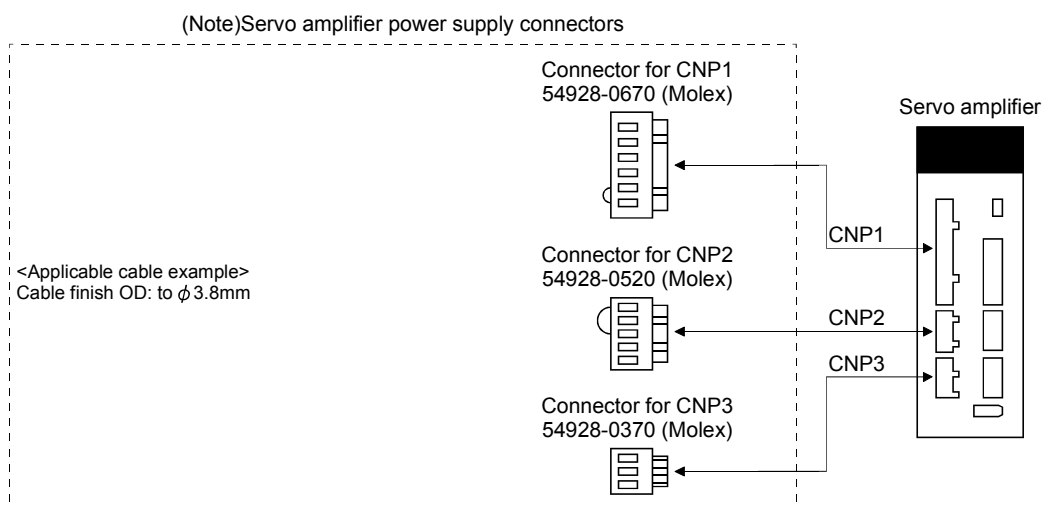 (Note)Servo amplifier power supply connectors
Connector for CNP1
54928-0670 (Molex)
Servo amplifier
CNP1
<Applicable cable example>
Cable finish OD: to ϕ3.8mm
Connector for CNP2
54928-0520 (Molex)
CNP2
CNP3
Connector for CNP3
54928-0370 (Molex)